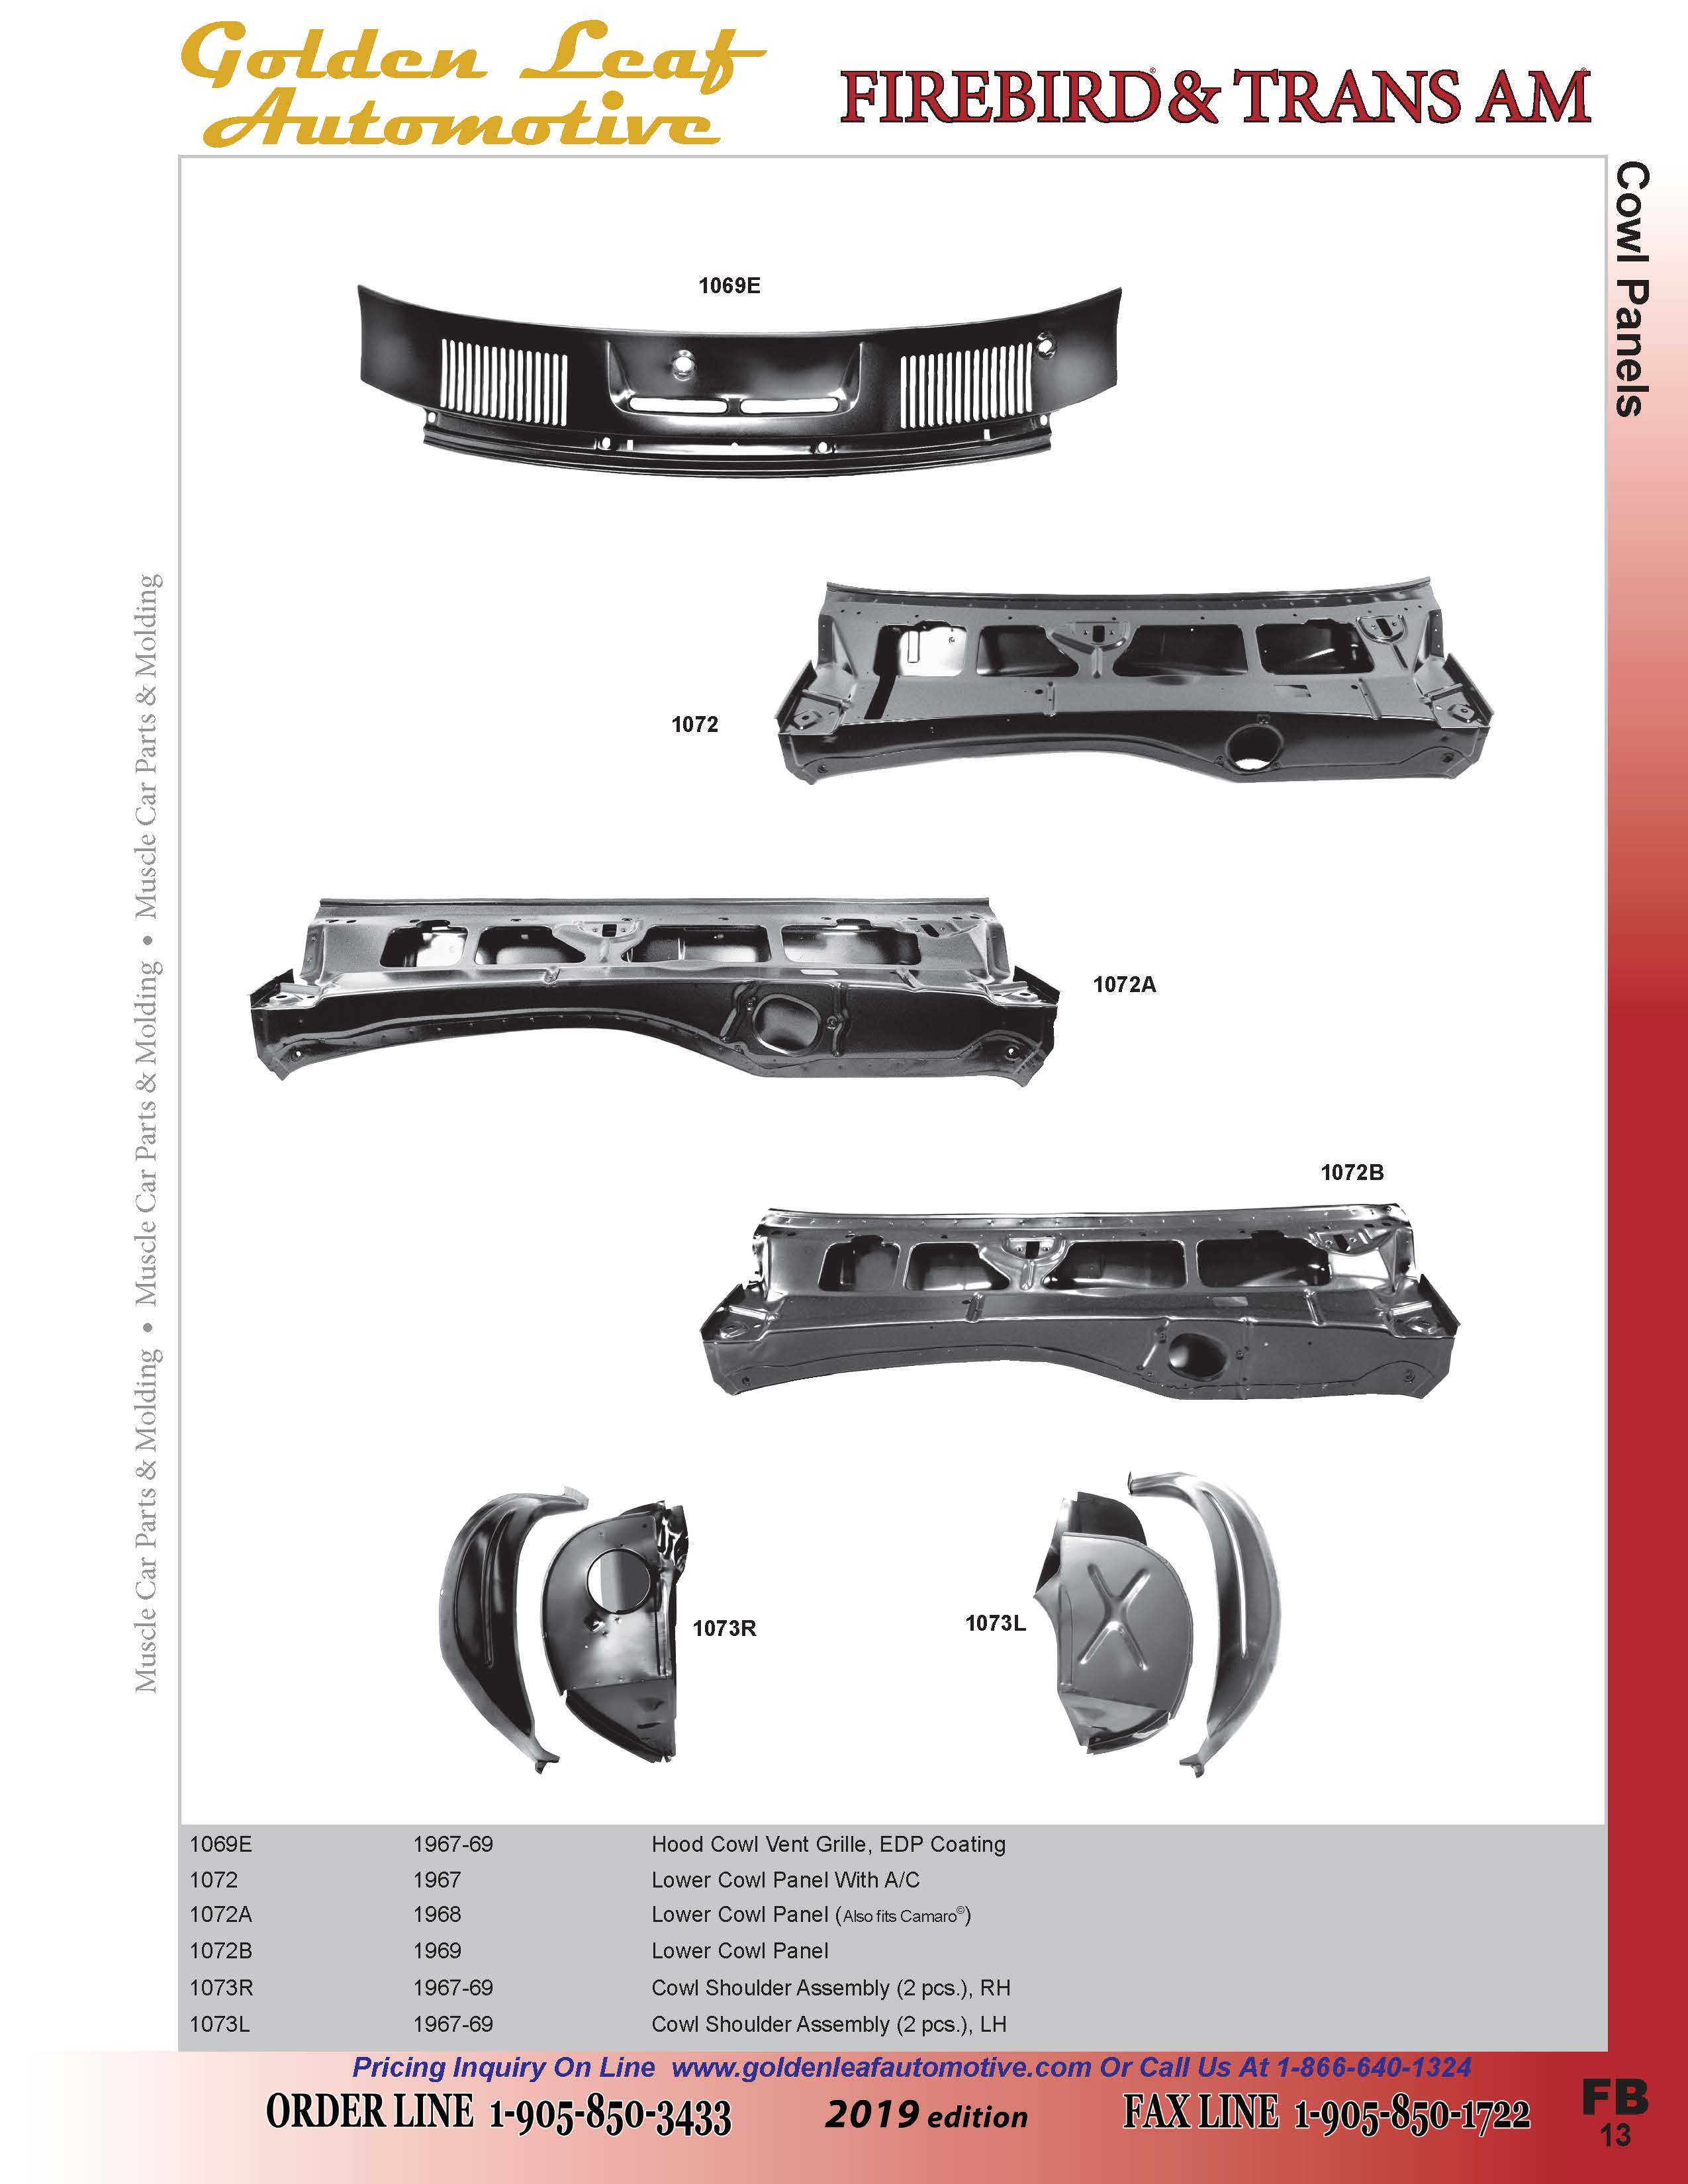 Golden Leaf
Automotive
FIREBIRD® & TRANS AM®
Cowl Panels
1069E
1072
1072A
1072B
1073R
1073L
Muscle Car Parts & Molding • Muscle Car Parts & Molding • Muscle Car Parts & Molding
1069E 1967-69 Hood Cowl Vent Grille, EDP Coating
1072 1967 Lower Cowl Panel With A/C
1072A 1968 Lower Cowl Panel (Also fits Camaro©)
1072B 1969 Lower Cowl Panel
1073R 1967-69 Cowl Shoulder Assembly (2 pcs.), RH
1073L 1967-69 Cowl Shoulder Assembly (2 pcs.), LH
Pricing Inquiry On Line www.goldenleafautomotive.com Or Call Us At 1-866-640-1324
ORDER LINE 1-905-850-3433 2019 edition FAX LINE 1-905-850-1722
FB
13